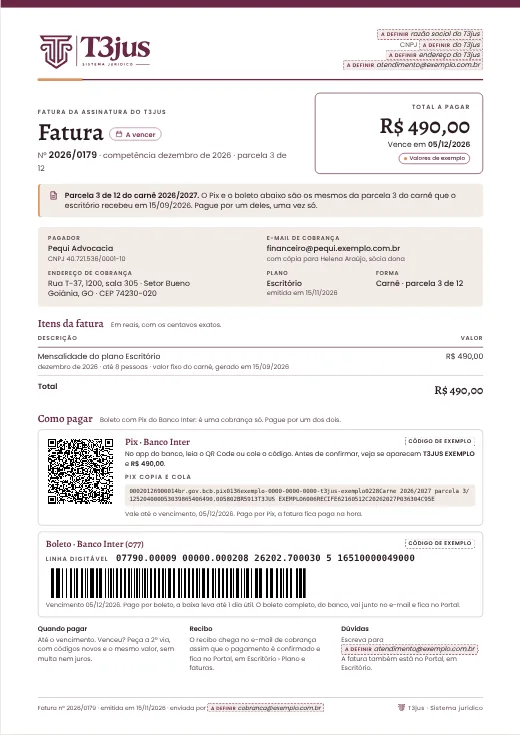 T3jus
SISTEMA JURÍDICO
A DEFINIR razão social do T3jus
CNPJ A DEFINIR do T3jus
A DEFINIR endereço do T3jus
A DEFINIR atendimento@exemplo.com.br
FATURA DA ASSINATURA DO T3JUS
Fatura A vencer
Nº 2026/0179 · competência dezembro de 2026 · parcela 3 de
12
TOTAL A PAGAR
R$ 490,00
Vence em 05/12/2026
Valores de exemplo
Parcela 3 de 12 do carnê 2026/2027. O Pix e o boleto abaixo são os mesmos da parcela 3 do carnê que o
escritório recebeu em 15/09/2026. Pague por um deles, uma vez só.
PAGADOR
Pequi Advocacia
CNPJ 40.721.536/0001-10
E-MAIL DE COBRANÇA
financeiro@pequi.exemplo.com.br
com cópia para Helena Araújo, sócia dona
ENDEREÇO DE COBRANÇA
Rua T-37, 1200, sala 305 · Setor Bueno
Goiânia, GO · CEP 74230-020
PLANO
Escritório
emitida em 15/11/2026
FORMA
Carnê · parcela 3 de 12
Itens da fatura Em reais, com os centavos exatos.
DESCRIÇÃO VALOR
Mensalidade do plano Escritório R$ 490,00
dezembro de 2026 · até 8 pessoas · valor fixo do carnê, gerado em 15/09/2026
Total R$ 490,00
Como pagar Boleto com Pix do Banco Inter: é uma cobrança só. Pague por um dos dois.
Pix · Banco Inter CÓDIGO DE EXEMPLO
No app do banco, leia o QR Code ou cole o código. Antes de confirmar, veja se aparecem T3JUS EXEMPLO
e R$ 490,00.
PIX COPIA E COLA
Vale até o vencimento, 05/12/2026. Pago por Pix, a fatura fica paga na hora.
Boleto · Banco Inter (077) CÓDIGO DE EXEMPLO
LINHA DIGITÁVEL 07790.00009 00000.000208 26202.700030 5 16510000049000
Vencimento 05/12/2026. Pago por boleto, a baixa leva até 1 dia útil. O boleto completo, do banco, vai junto no e-mail e fica no Portal.
Quando pagar
Até o vencimento. Venceu? Peça a 2ª via,
com códigos novos e o mesmo valor, sem
multa nem juros.
Recibo
O recibo chega no e-mail de cobrança
assim que o pagamento é confirmado e
fica no Portal, em Escritório › Plano e
faturas.
Dúvidas
Escreva para
A DEFINIR atendimento@exemplo.com.br.
A fatura também está no Portal, em
Escritório.
Fatura nº 2026/0179 · emitida em 15/11/2026 · enviada por A DEFINIR cobranca@exemplo.com.br
T3jus · Sistema jurídico